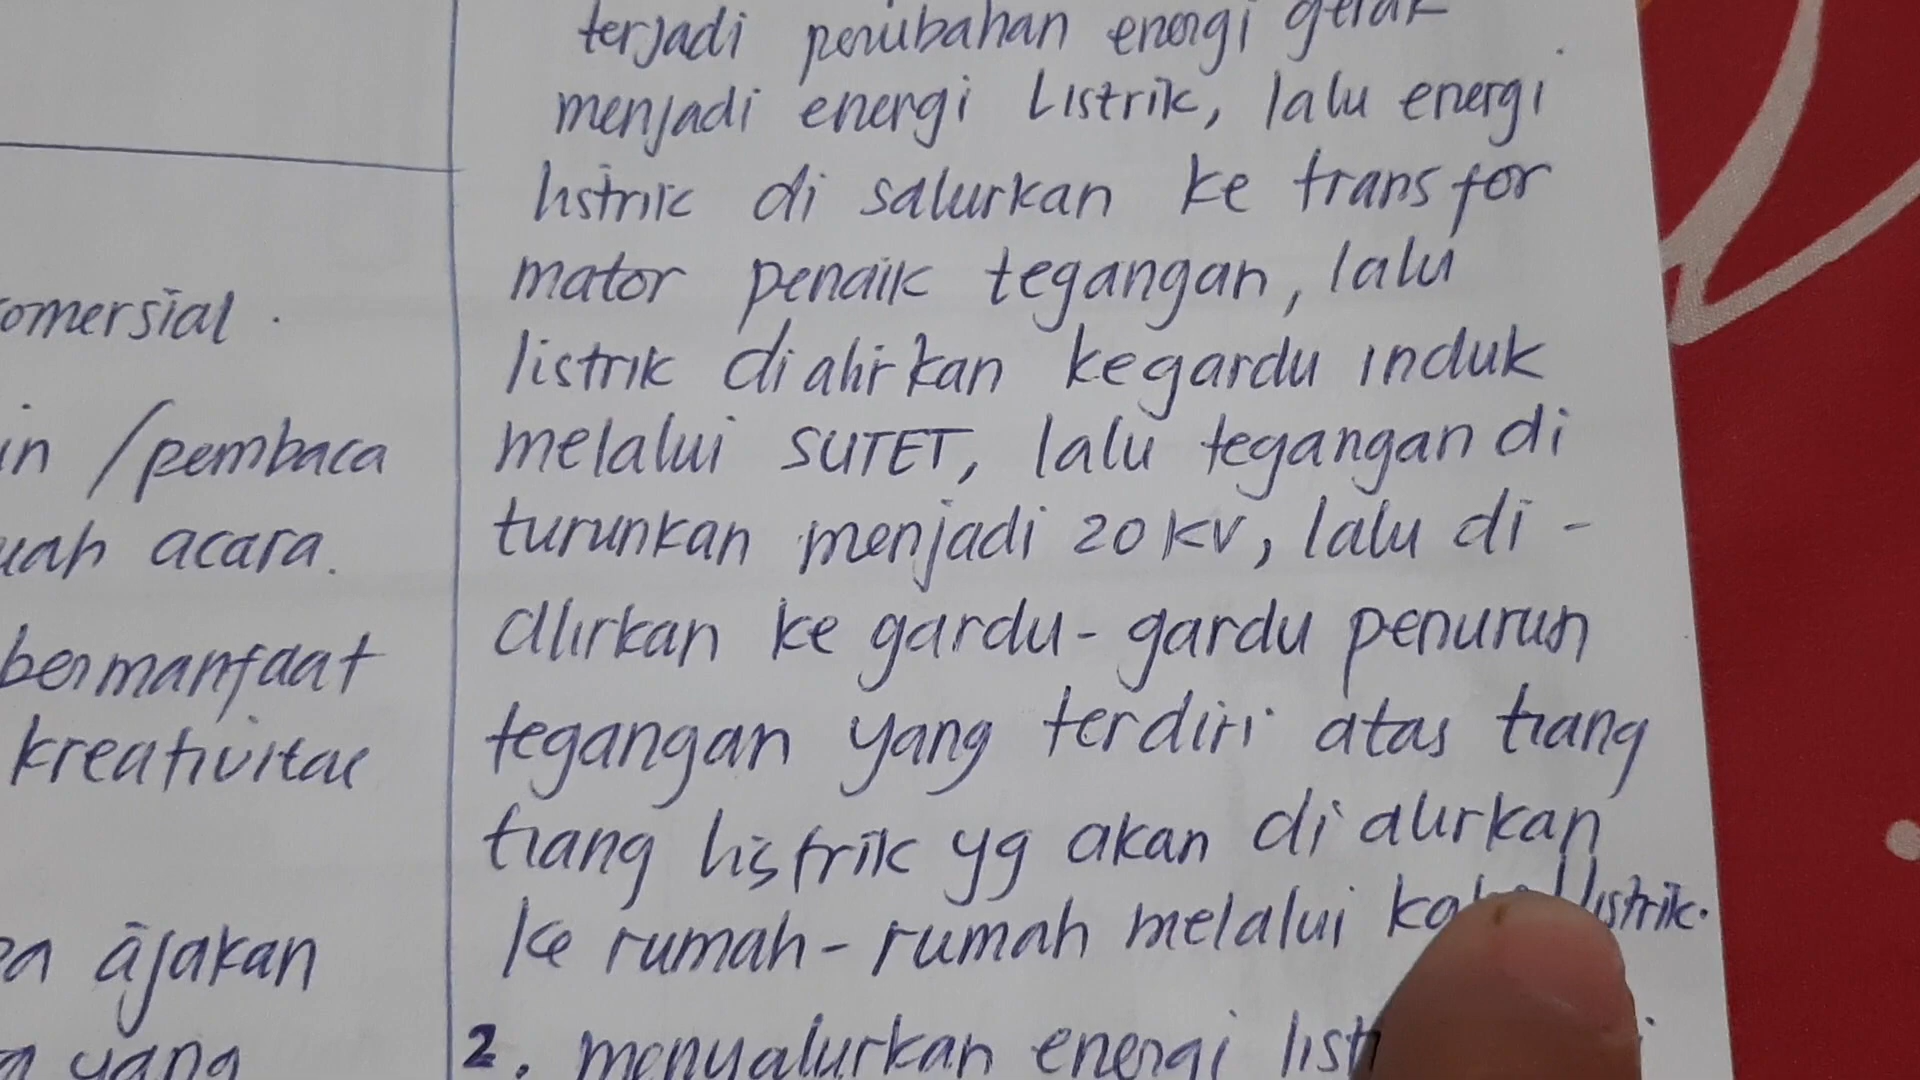 omersial.
in / pembaca
uah acara.
bermanfaat
kreativitas
a ajakan
yang
terjadi perubahan energi gerak
menjadi energi Listrik, lalu energi
listrik di salurkan ke trans for
mator penaik tegangan, lalu
listrik dialirkan kegardu induk
melalui SUTET, lalu tegangan di
turunkan menjadi 20 KV, lalu di -
alirkan ke gardu - gardu penurun
tegangan yang terdiri atas tiang
tiang listrik yg akan di alirkan
ke rumah - rumah melalui listrik.
2. menyalurkan energi